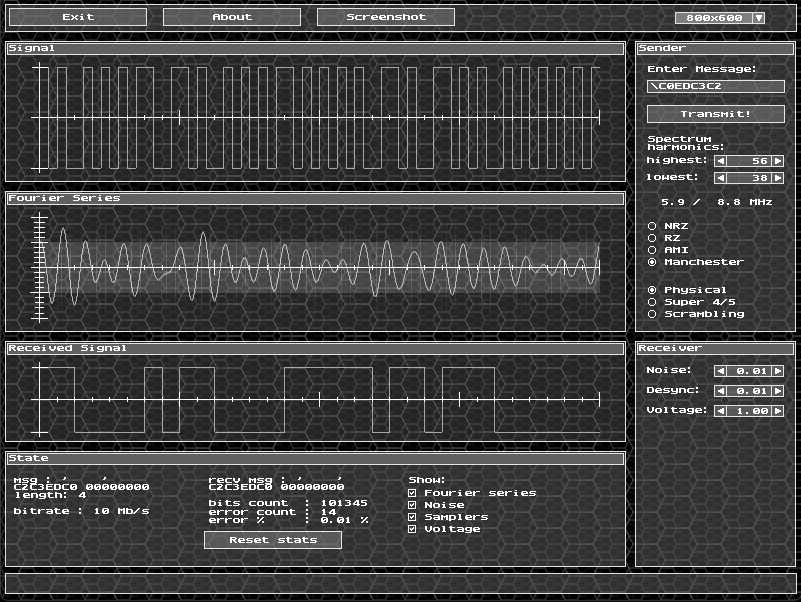 Exit
About
Screenshot
800x600
Signal
Sender
Enter Message:
\C0EDC3C2
Transmit!
Spectrum
harmonics:
highest: 56
lowest: 38
5.9 / 8.8 MHz
NRZ
RZ
AMI
Manchester
Physical
Super 4/5
Scrambling
Fourier Series
Received Signal
Receiver
Noise: 0.01
Desync: 0.01
Voltage: 1.00
State
msg : ' '
C2C3EDC0 00000000
length: 4
bitrate : 10 Mb/s
recv msg : ' '
C2C3EDC0 00000000
bits count : 101345
error count : 14
error % : 0.01 %
Reset stats
Show:
Fourier series
Noise
Samplers
Voltage